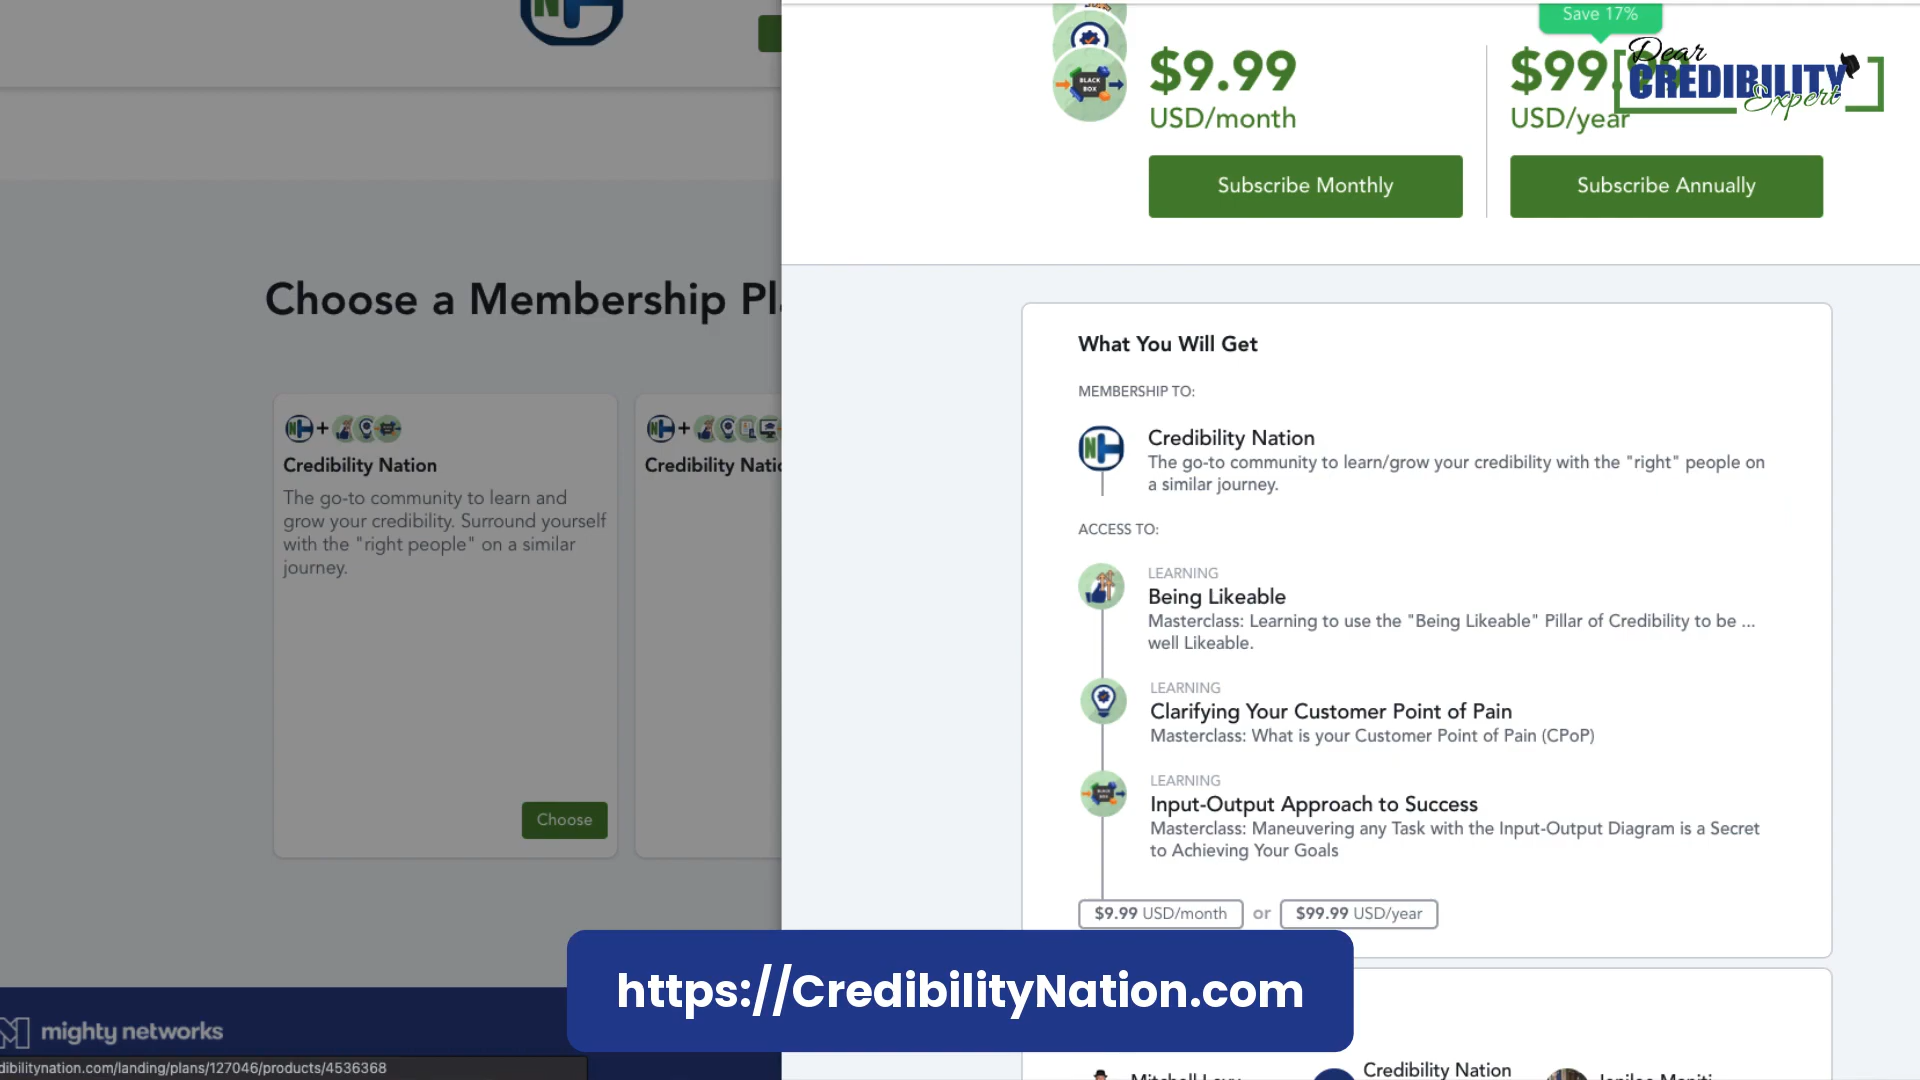 Save 17%
$9.99
USD/month
Subscribe Monthly
USD/year
Subscribe Annually
Dear
CREDIBILITY
Expert
Choose a Membership
Credibility Nation
The go-to community to learn and
grow your credibility. Surround yourself
with the "right people" on a similar
journey.
Choose
Credibility
What You Will Get
MEMBERSHIP TO:
Credibility Nation
The go-to community to learn/grow your credibility with the "right" people on
a similar journey.
ACCESS TO:
LEARNING
Being Likeable
Masterclass: Learning to use the "Being Likeable" Pillar of Credibility to be ...
well Likeable.
LEARNING
Clarifying Your Customer Point of Pain
Masterclass: What is your Customer Point of Pain (CPoP)
BLACK
BOX
LEARNING
Input-Output Approach to Success
Masterclass: Maneuvering any Task with the Input-Output Diagram is a Secret
to Achieving Your Goals
$9.99 USD/month or $99.99 USD/year
https://CredibilityNation.com
mighty networks
dibilitynation.com/landing/plans/127046/products/4536368
Credibility Nation